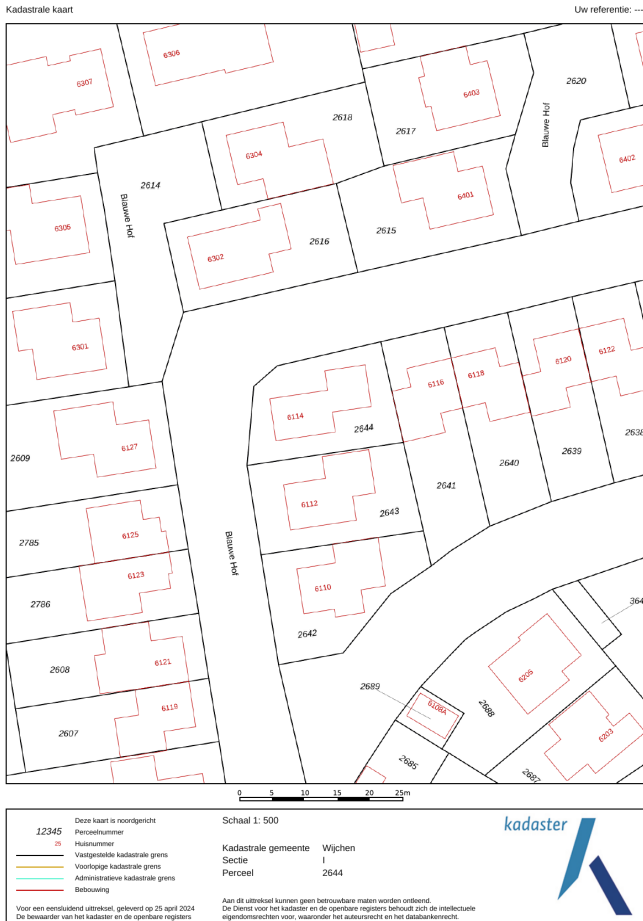 Kadastrale kaart
Uw referentie: ---
6306
6307
6403
2620
2618
2617
Blauwe Hof
6304
6402
2614
6401
Blauwe Hof
6305
2615
2616
6302
6301
6122
6120
6118
6116
6114
2644
2638
6127
2639
2609
2640
2641
6112
2643
6125
2785
Blauwe Hof
6123
6110
2786
364
2642
6121
2608
6205
2689
2688
6108A
6119
2607
6203
2685
2687
0 5 10 15 20 25m
Deze kaart is noordgericht
12345 Perceelnummer
25 Huisnummer
Vastgestelde kadastrale grens
Voorlopige kadastrale grens
Administratieve kadastrale grens
Bebouwing
Voor een eensluidend uittreksel, geleverd op 25 april 2024
De bewaarder van het kadaster en de openbare registers
Schaal 1: 500
Kadastrale gemeente Wijchen
Sectie I
Perceel 2644
Aan dit uittreksel kunnen geen betrouwbare maten worden ontleend.
De Dienst voor het kadaster en de openbare registers behoudt zich de intellectuele
eigendomsrechten voor, waaronder het auteursrecht en het databankenrecht.
kadaster